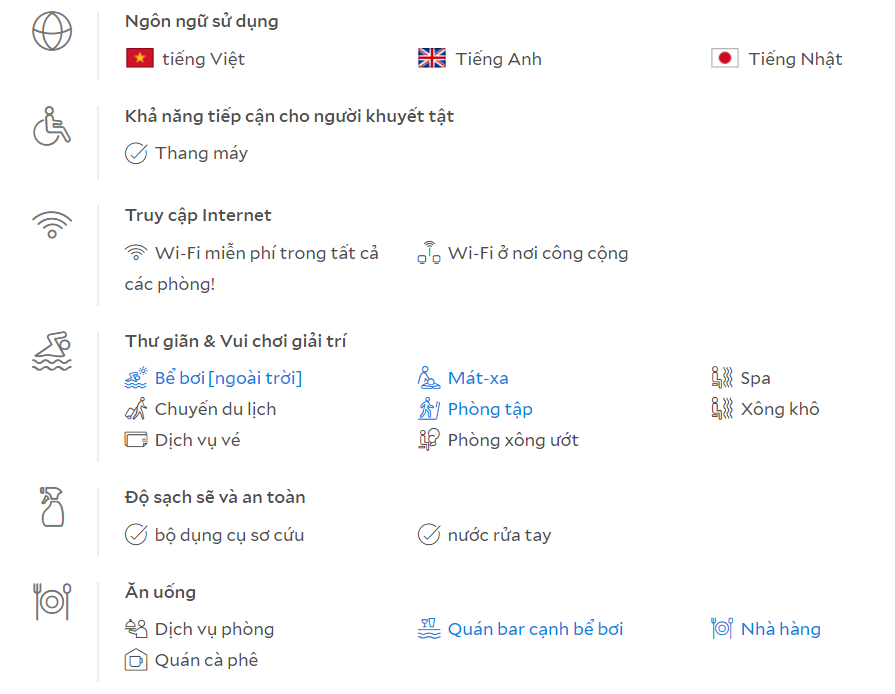 Ngôn ngữ sử dụng
tiếng Việt Tiếng Anh Tiếng Nhật
Khả năng tiếp cận cho người khuyết tật
Thang máy
Truy cập Internet
Wi-Fi miễn phí trong tất cả Wi-Fi ở nơi công cộng
các phòng!
Thư giãn & Vui chơi giải trí
Bể bơi [ngoài trời] Mát-xa Spa
Chuyến du lịch Phòng tập Xông khô
Dịch vụ vé Phòng xông ướt
Độ sạch sẽ và an toàn
bộ dụng cụ sơ cứu nước rửa tay
Ăn uống
Dịch vụ phòng Quán bar cạnh bể bơi Nhà hàng
Quán cà phê